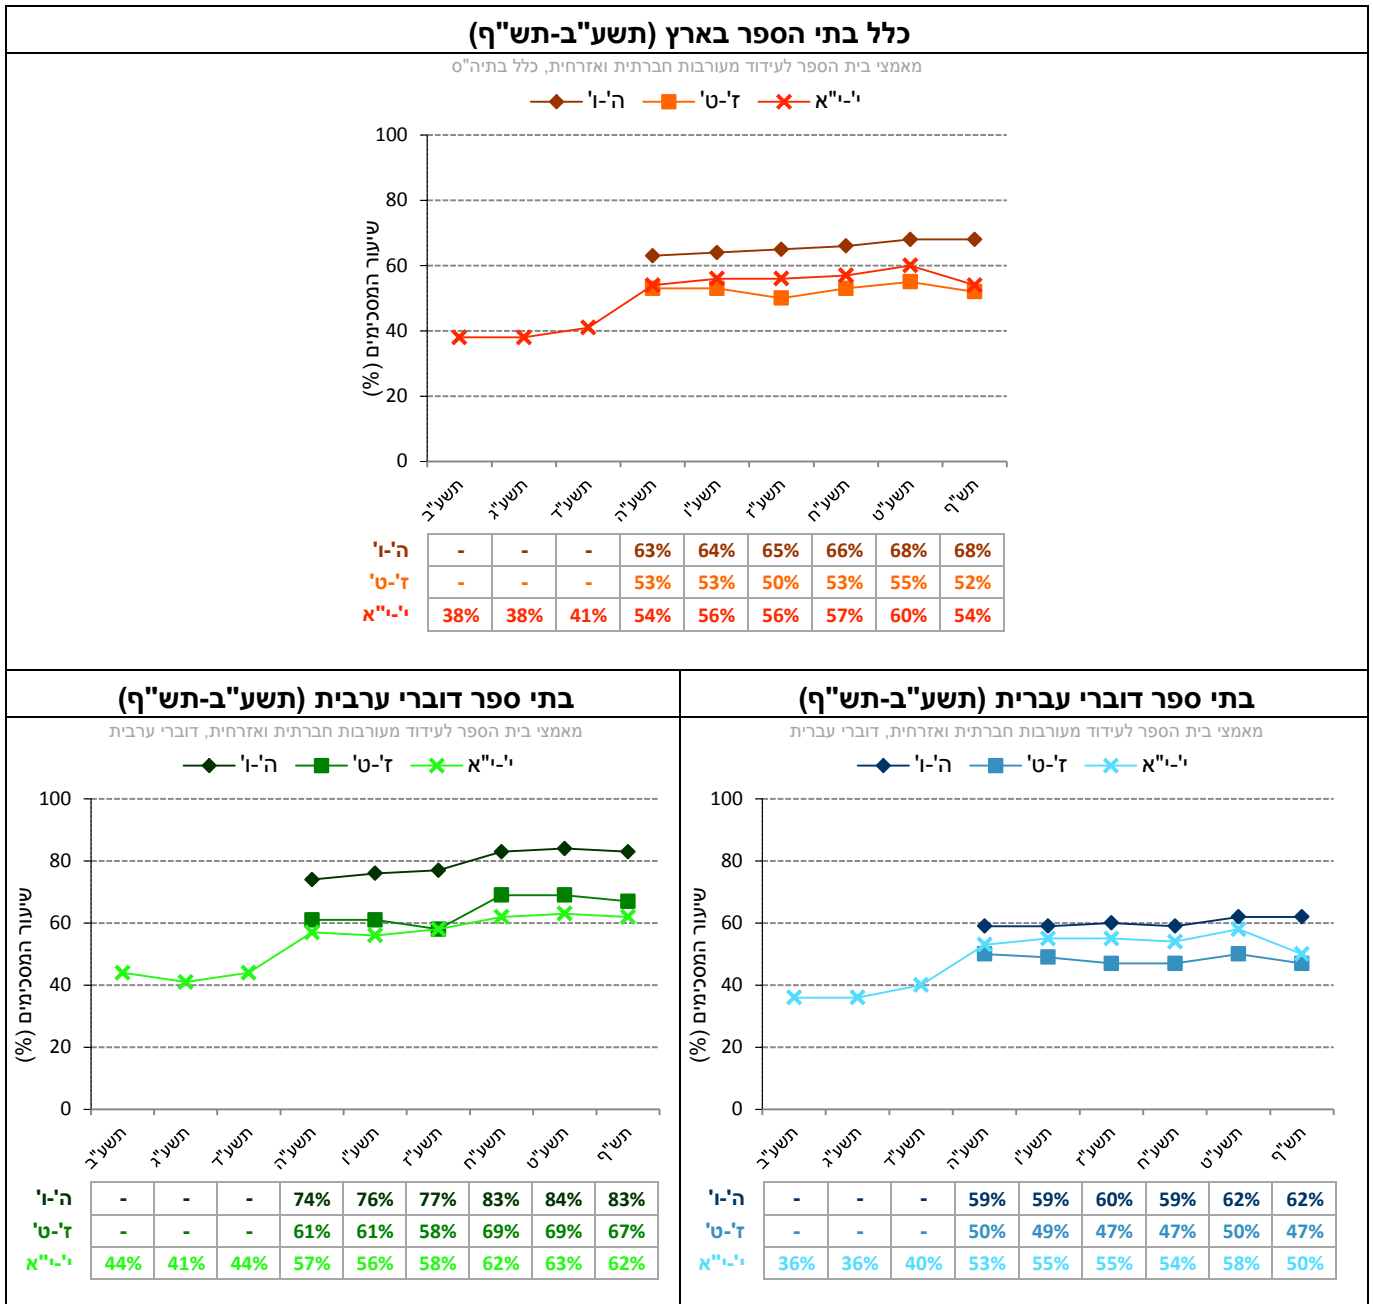 כלל בתי הספר בארץ (תשע"ב-תש"ף)
מאמצי בית הספר לעידוד מעורבות חברתית ואזרחית, כלל בתיה"ס
ה'-ו' ז'-ט' י'-י"א
שיעור המסכימים (%)
100
80
60
40
20
0
תשע"ב תשע"ג תשע"ד תשע"ה תשע"ו תשע"ז תשע"ח תשע"ט תש"ף
ה'-ו' - - - 63% 64% 65% 66% 68% 68%
ז'-ט' - - - 53% 53% 50% 53% 55% 52%
י'-י"א 38% 38% 41% 54% 56% 56% 57% 60% 54%
בתי ספר דוברי עברית (תשע"ב-תש"ף)
מאמצי בית הספר לעידוד מעורבות חברתית ואזרחית, דוברי עברית
ה'-ו' ז'-ט' י'-י"א
שיעור המסכימים (%)
100
80
60
40
20
0
תשע"ב תשע"ג תשע"ד תשע"ה תשע"ו תשע"ז תשע"ח תשע"ט תש"ף
ה'-ו' - - - 59% 59% 60% 59% 62% 62%
ז'-ט' - - - 50% 49% 47% 47% 50% 47%
י'-י"א 36% 36% 40% 53% 55% 55% 54% 58% 50%
בתי ספר דוברי ערבית (תשע"ב-תש"ף)
מאמצי בית הספר לעידוד מעורבות חברתית ואזרחית, דוברי ערבית
ה'-ו' ז'-ט' י'-י"א
שיעור המסכימים (%)
100
80
60
40
20
0
תשע"ב תשע"ג תשע"ד תשע"ה תשע"ו תשע"ז תשע"ח תשע"ט תש"ף
ה'-ו' - - - 74% 76% 77% 83% 84% 83%
ז'-ט' - - - 61% 61% 58% 69% 69% 67%
י'-י"א 44% 41% 44% 57% 56% 58% 62% 63% 62%